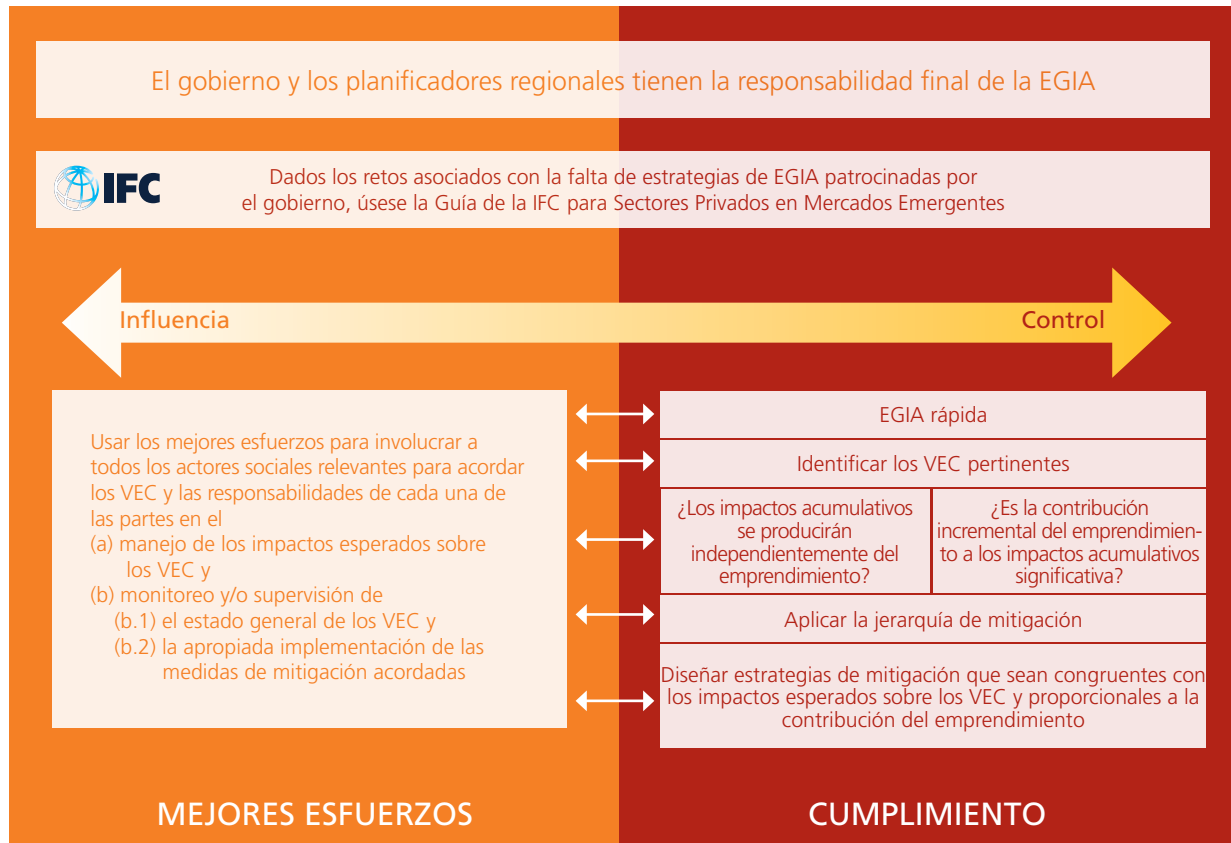 El gobierno y los planificadores regionales tienen la responsabilidad final de la EGIA
IFC
Dados los retos asociados con la falta de estrategias de EGIA patrocinadas por
el gobierno, úsese la Guía de la IFC para Sectores Privados en Mercados Emergentes
Influencia
Control
Usar los mejores esfuerzos para involucrar a
todos los actores sociales relevantes para acordar
los VEC y las responsabilidades de cada una de
las partes en el
(a) manejo de los impactos esperados sobre
los VEC y
(b) monitoreo y/o supervisión de
(b.1) el estado general de los VEC y
(b.2) la apropiada implementación de las
medidas de mitigación acordadas
EGIA rápida
Identificar los VEC pertinentes
¿Los impactos acumulativos
se producirán
independientemente del
emprendimiento?
¿Es la contribución
incremental del emprendimien-
to a los impactos acumulativos
significativa?
Aplicar la jerarquía de mitigación
Diseñar estrategias de mitigación que sean congruentes con
los impactos esperados sobre los VEC y proporcionales a la
contribución del emprendimiento
MEJORES ESFUERZOS
CUMPLIMIENTO